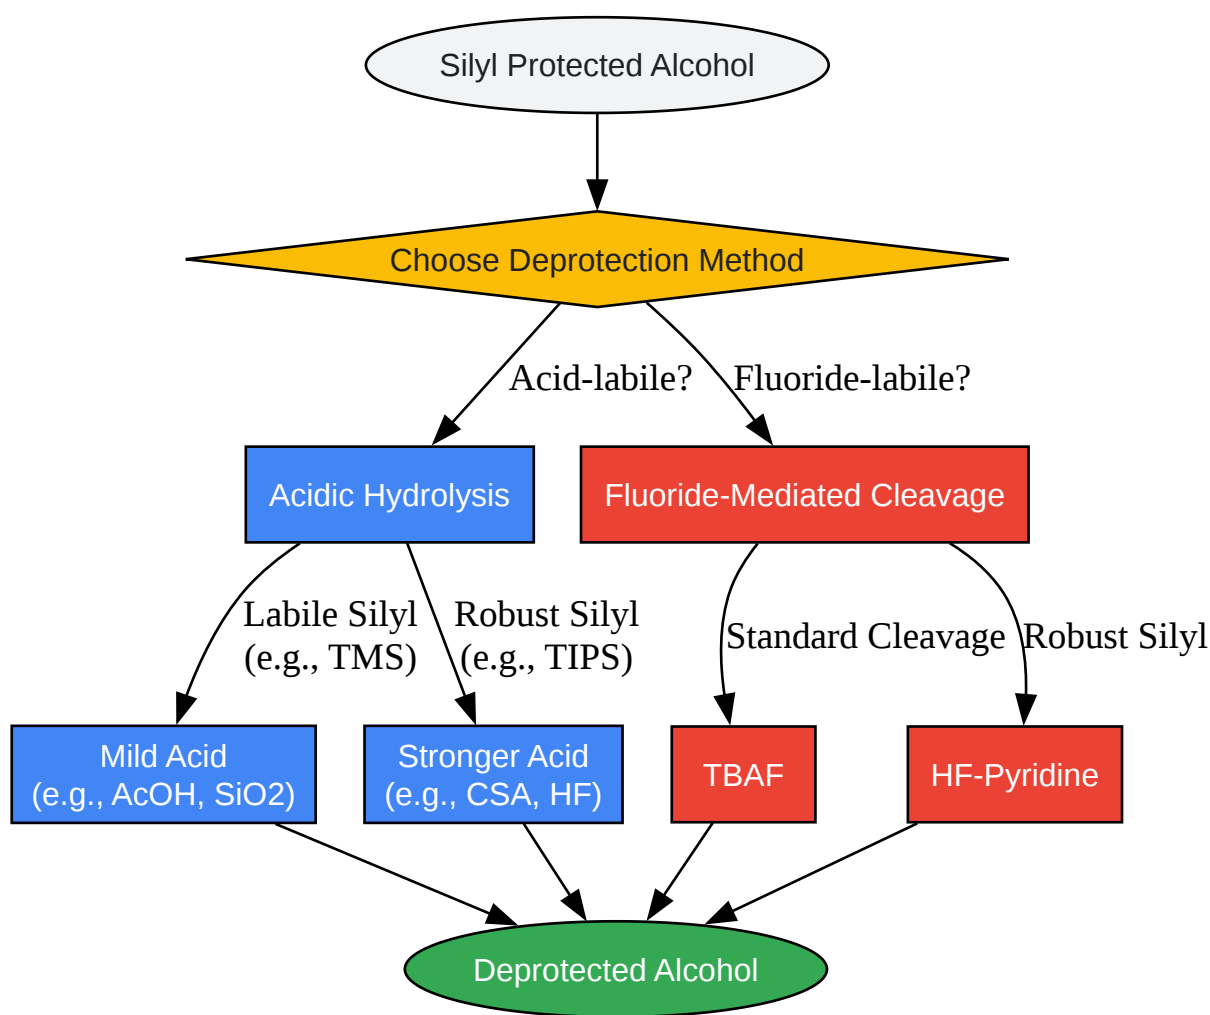 Silyl Protected Alcohol
Choose Deprotection Method
Acid-labile?
Fluoride-labile?
Acidic Hydrolysis
Fluoride-Mediated Cleavage
Labile Silyl
(e.g., TMS)
Robust Silyl
(e.g., TIPS)
Standard Cleavage
Robust Silyl
Mild Acid
(e.g., AcOH, SiO2)
Stronger Acid
(e.g., CSA, HF)
TBAF
HF-Pyridine
Deprotected Alcohol